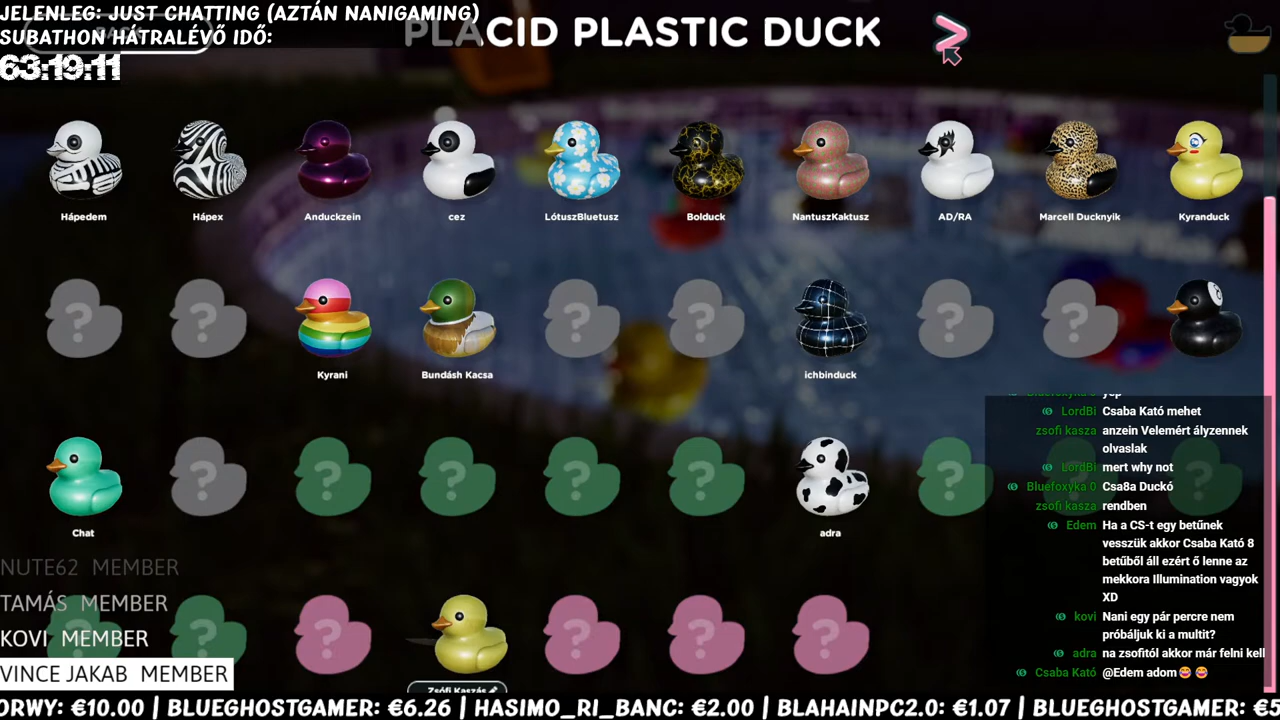 JELENLEG: JUST CHATTING (AZTÁN NANIGAMING)
SUBATHON HÁTRALÉVŐ IDŐ:
63:19:11
PLACID PLASTIC DUCK
>
Hápedem
Hápex
Anduckzein
cez
LótuszBluetusz
Bolduck
NantuszKaktusz
AD/RA
Marcell Ducknyik
Kyranduck
Kyrani
Bundásh Kacsa
ichbinduck
Chat
adra
Zsófi Kaszás
NUTE62 MEMBER
TAMÁS MEMBER
KOVI MEMBER
VINCE JAKAB MEMBER
Bluefoxyka 0 yep
LordBi Csaba Kató mehet
zsofi kasza anzein Velemért ályzennek
olvaslak
LordBi mert why not
Bluefoxyka 0 Csa8a Duckó
zsofi kasza rendben
Edem Ha a CS-t egy betűnek
vesszük akkor Csaba Kató 8
betűből áll ezért ő lenne az
mekkora Illumination vagyok
XD
kovi Nani egy pár percre nem
próbáljuk ki a multit?
adra na zsofitól akkor már felni kell
Csaba Kató @Edem adom
ORWY: €10.00 | BLUEGHOSTGAMER: €6.26 | HASIMO_RI_BANC: €2.00 | BLAHAINPC2.0: €1.07 | BLUEGHOSTGAMER: €5